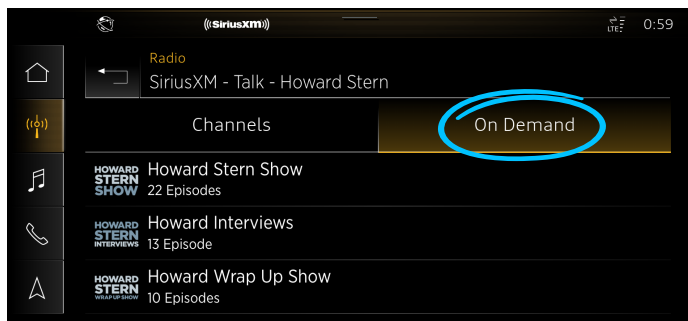 ((SiriusXM))
LTE
0:59
Radio
SiriusXM - Talk - Howard Stern
Channels
On Demand
HOWARD
STERN
SHOW
Howard Stern Show
22 Episodes
HOWARD
STERN
INTERVIEWS
Howard Interviews
13 Episode
HOWARD
STERN
WRAP UP SHOW
Howard Wrap Up Show
10 Episodes